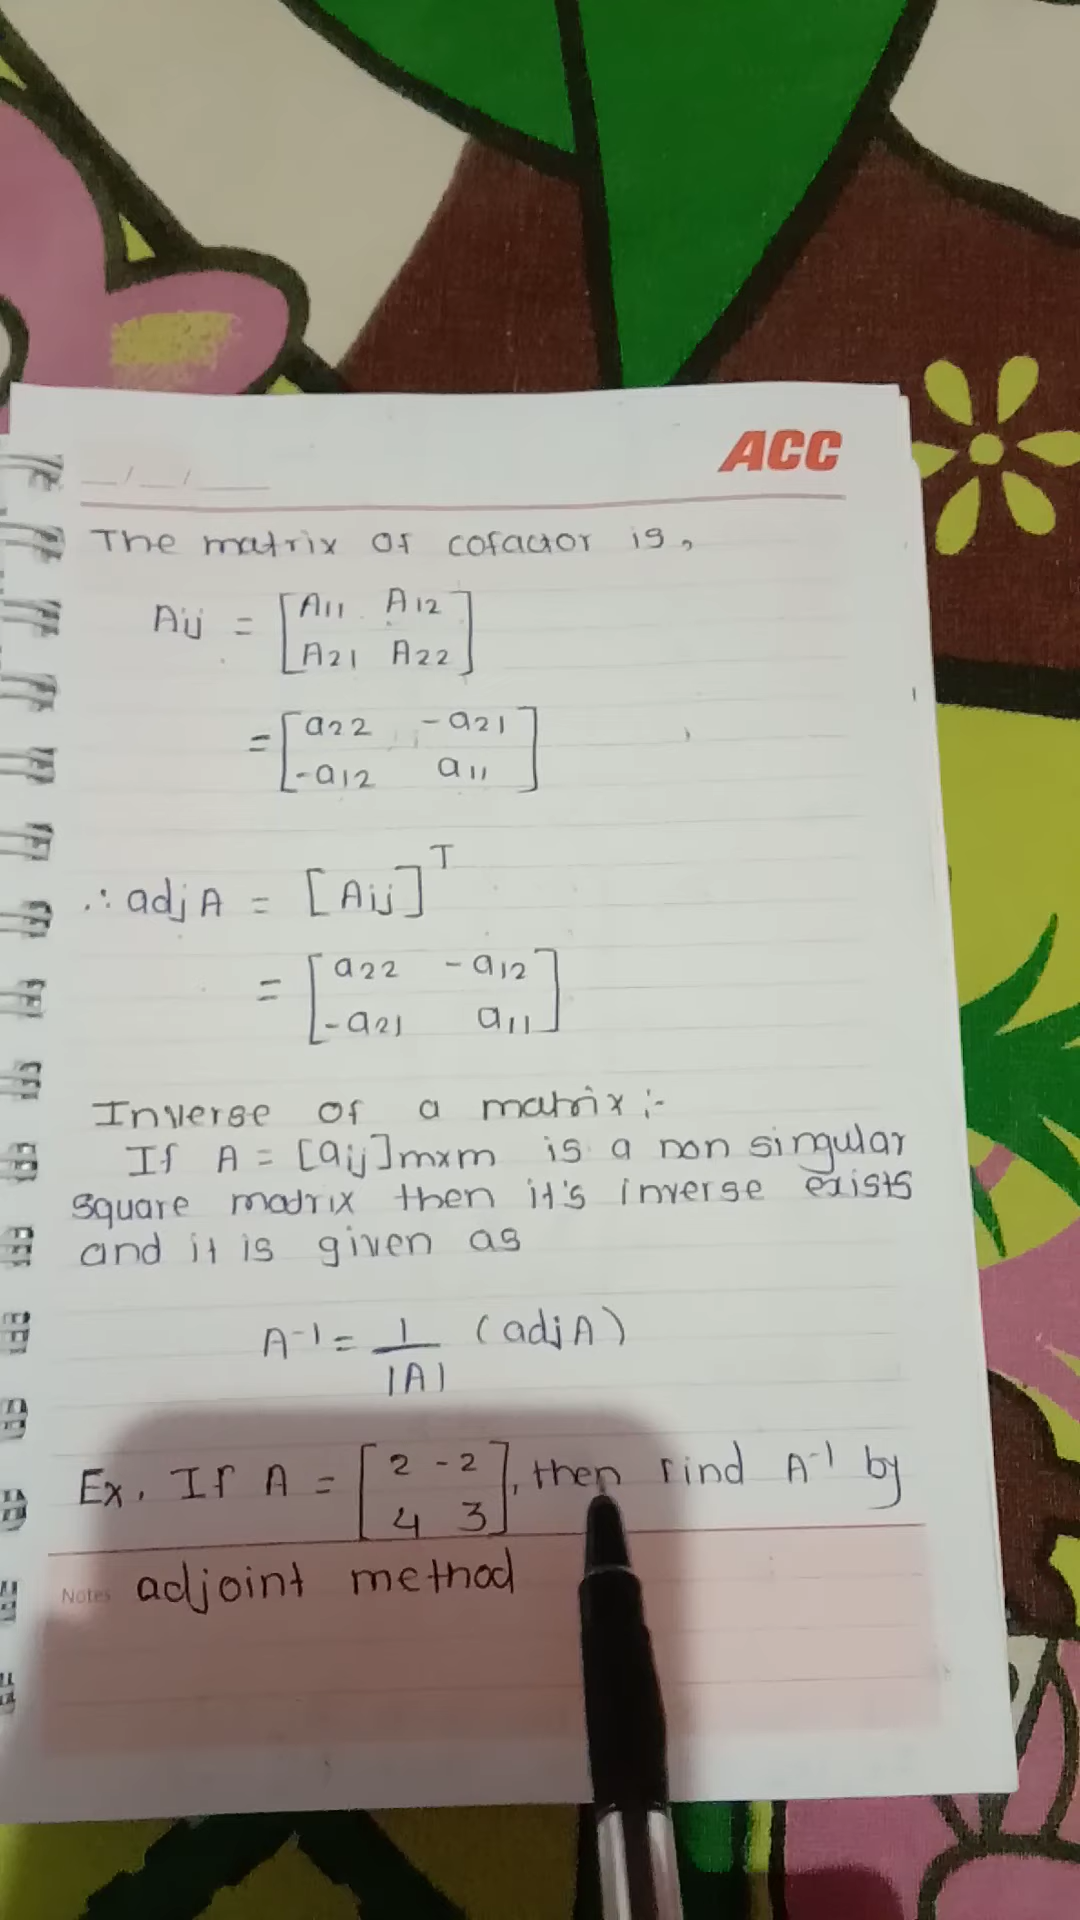 ACC
_/_/_
The matrix of cofactor is,
Aij = [A11 A12
A21 A22]
= [a22 -a21
-a12 a11]
∴ adj A = [Aij]ᵀ
= [a22 -a12
-a21 a11]
Inverse of a matrix :-
If A = [aij]mxm is a non singular
square matrix then it's inverse exists
and it is given as
A⁻¹ = 1/|A| (adj A)
Ex. If A = [2 -2
4 3], then find A⁻¹ by
Notes adjoint method